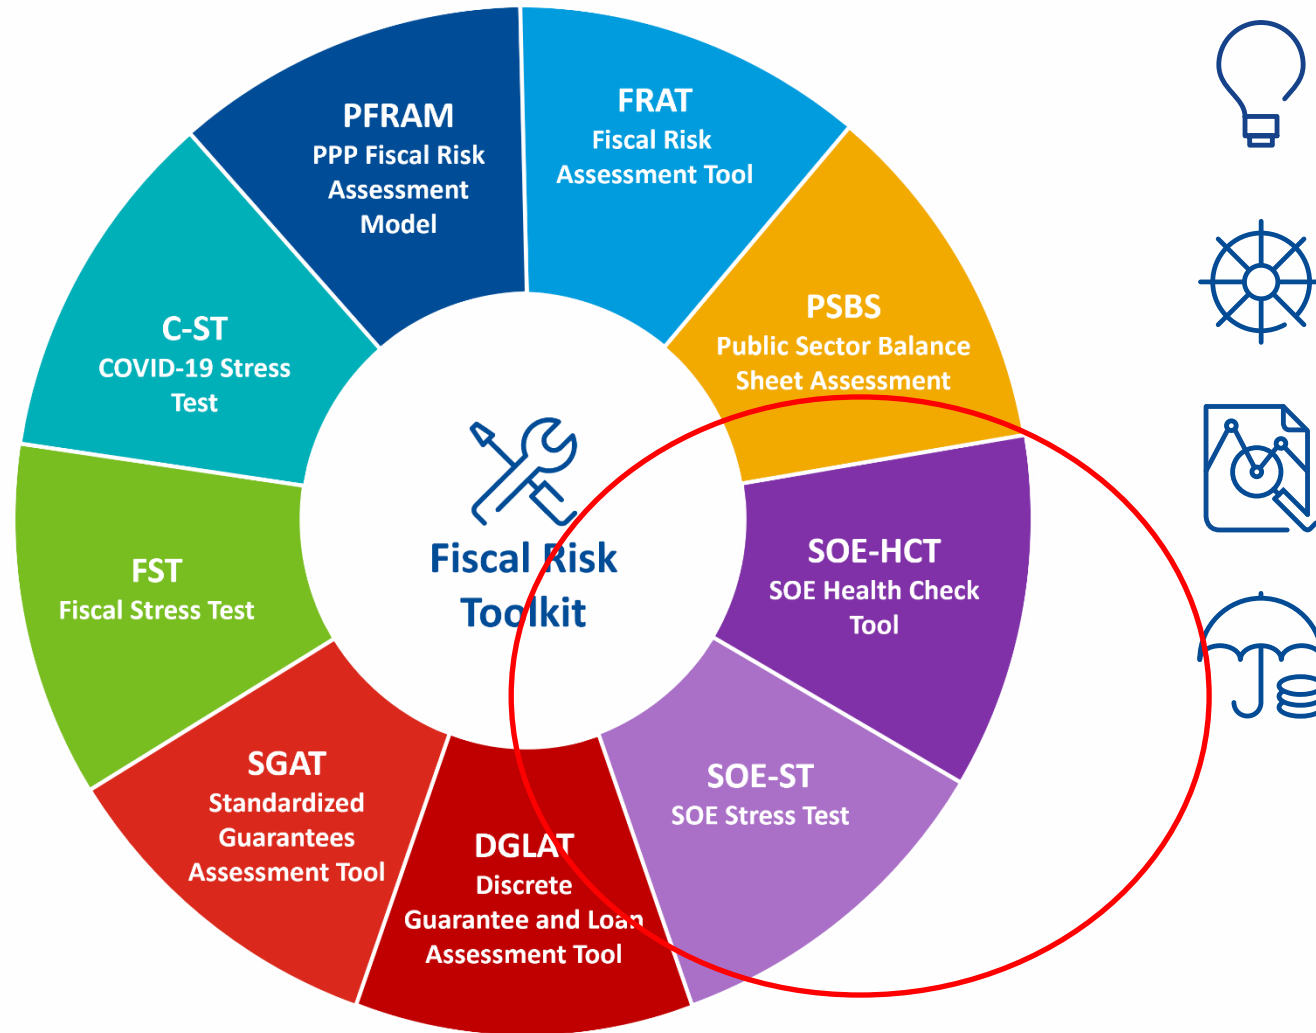 PFRAM
PPP Fiscal Risk
Assessment
Model
FRAT
Fiscal Risk
Assessment Tool
PSBS
Public Sector Balance
Sheet Assessment
SOE-HCT
SOE Health Check
Tool
SOE-ST
SOE Stress Test
DGLAT
Discrete
Guarantee and Loan
Assessment Tool
SGAT
Standardized
Guarantees
Assessment Tool
FST
Fiscal Stress Test
C-ST
COVID-19 Stress
Test
Fiscal Risk
Toolkit